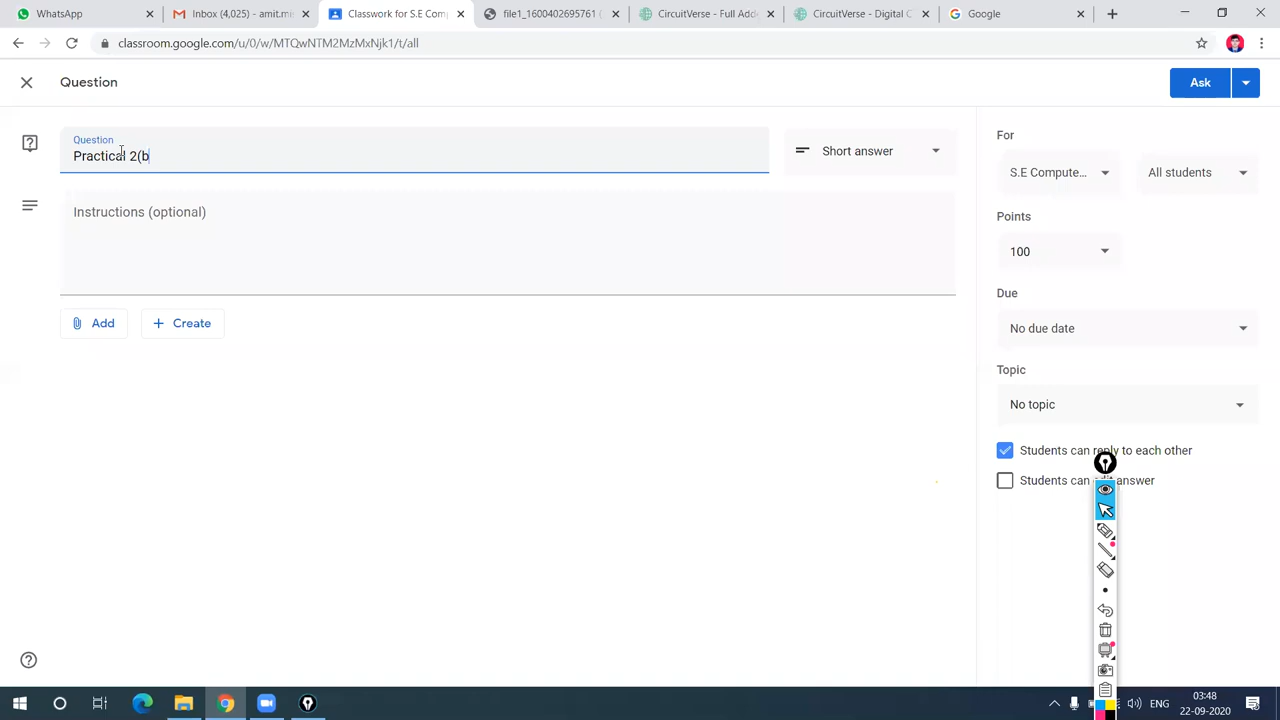 WhatsApp
Inbox (4,025) – amit.mi
Classwork for S.E Com
file1_1600402695761 (
CircuitVerse - Full Add
CircuitVerse - Digital C
Google
classroom.google.com/u/0/w/MTQwNTM2MzMxNjk1/t/all
Question
Ask
Question
Practical 2(b
Short answer
Instructions (optional)
Add
Create
For
S.E Compute...
All students
Points
100
Due
No due date
Topic
No topic
Students can reply to each other
Students can edit answer
ENG
03:48
22-09-2020